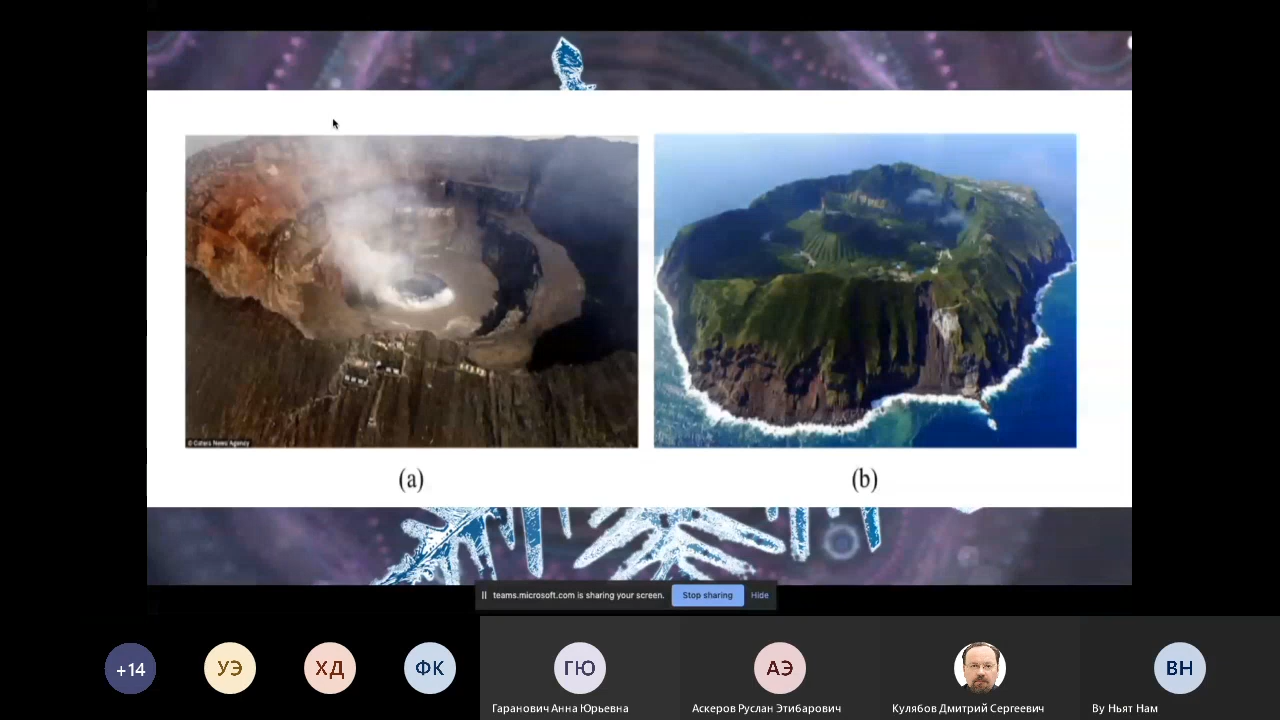 © Caters News Agency
(a)
(b)
teams.microsoft.com is sharing your screen. Stop sharing Hide
+14
УЭ
ХД
ФК
ГЮ
АЭ
ВН
Гаранович Анна Юрьевна
Аскеров Руслан Этибарович
Кулябов Дмитрий Сергеевич
Ву Ньят Нам